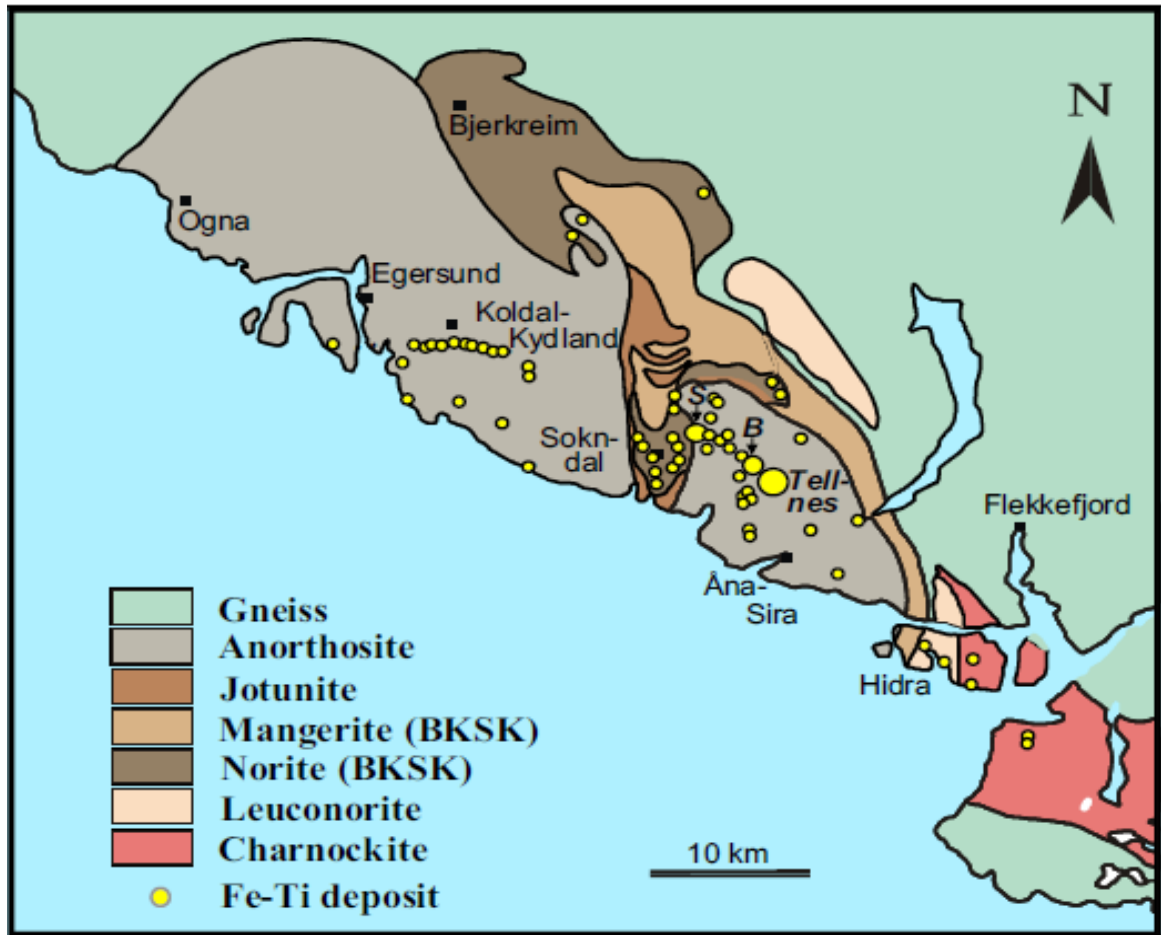 N
Bjerkreim
Ogna
Egersund
Koldal-
Kydland
S
B
Sokn-
dal
Tell-
nes
Flekkefjord
Åna-
Sira
Hidra
Gneiss
Anorthosite
Jotunite
Mangerite (BKSK)
Norite (BKSK)
Leuconorite
Charnockite
Fe-Ti deposit
10 km